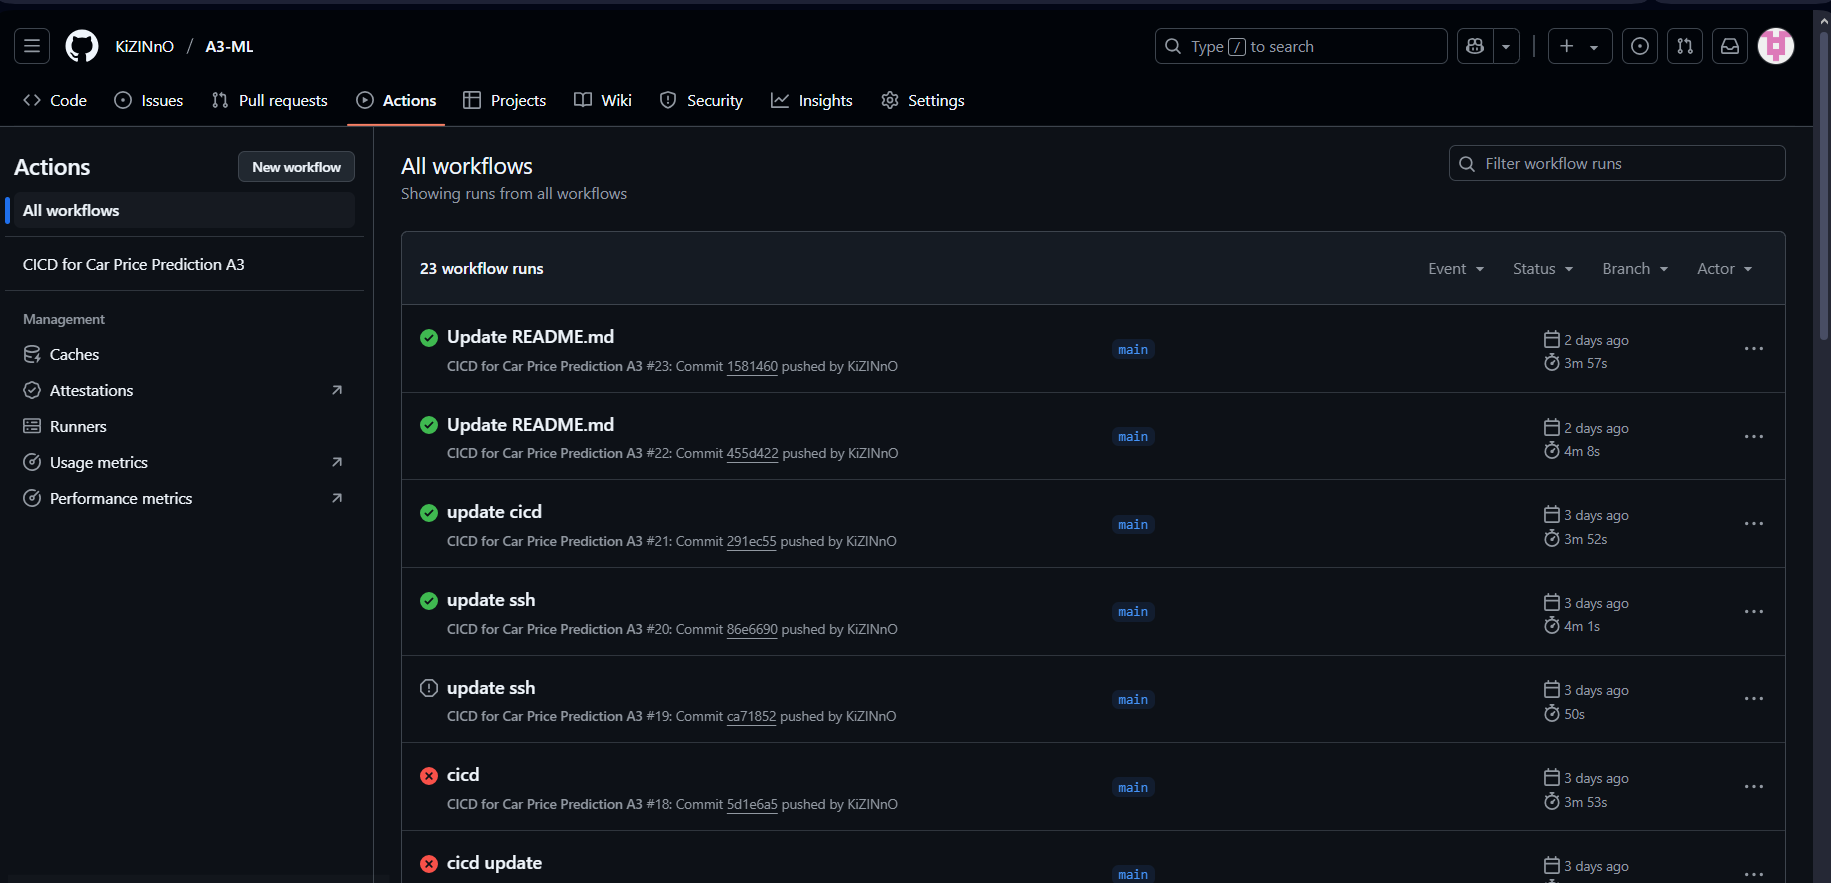 KiZINnO / A3-ML
Type / to search
Code
Issues
Pull requests
Actions
Projects
Wiki
Security
Insights
Settings
Actions
New workflow
All workflows
CICD for Car Price Prediction A3
Management
Caches
Attestations
Runners
Usage metrics
Performance metrics
All workflows
Showing runs from all workflows
Filter workflow runs
23 workflow runs
Event
Status
Branch
Actor
Update README.md
CICD for Car Price Prediction A3 #23: Commit 1581460 pushed by KiZINnO
main
2 days ago
3m 57s
Update README.md
CICD for Car Price Prediction A3 #22: Commit 455d422 pushed by KiZINnO
main
2 days ago
4m 8s
update cicd
CICD for Car Price Prediction A3 #21: Commit 291ec55 pushed by KiZINnO
main
3 days ago
3m 52s
update ssh
CICD for Car Price Prediction A3 #20: Commit 86e6690 pushed by KiZINnO
main
3 days ago
4m 1s
update ssh
CICD for Car Price Prediction A3 #19: Commit ca71852 pushed by KiZINnO
main
3 days ago
50s
cicd
CICD for Car Price Prediction A3 #18: Commit 5d1e6a5 pushed by KiZINnO
main
3 days ago
3m 53s
cicd update
main
3 days ago